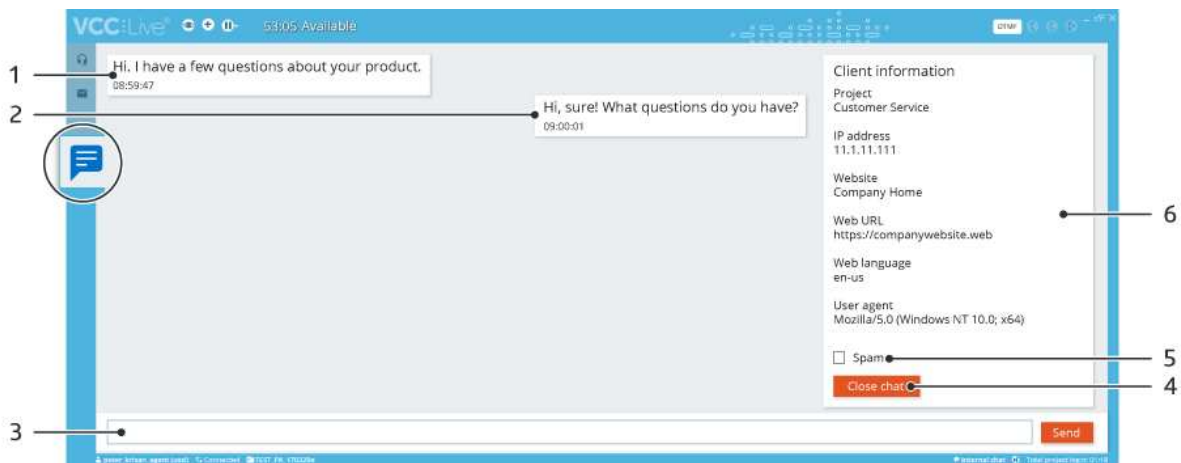 VCC:Live®
53:05 Available
DTMF
1
Hi. I have a few questions about your product.
08:59:47
2
Hi, sure! What questions do you have?
09:00:01
Client information
Project
Customer Service
IP address
11.1.11.111
Website
Company Home
6
Web URL
https://companywebsite.web
Web language
en-us
User agent
Mozilla/5.0 (Windows NT 10.0; x64)
Spam
5
Close chat
4
3
Send
Connected
Internal chat